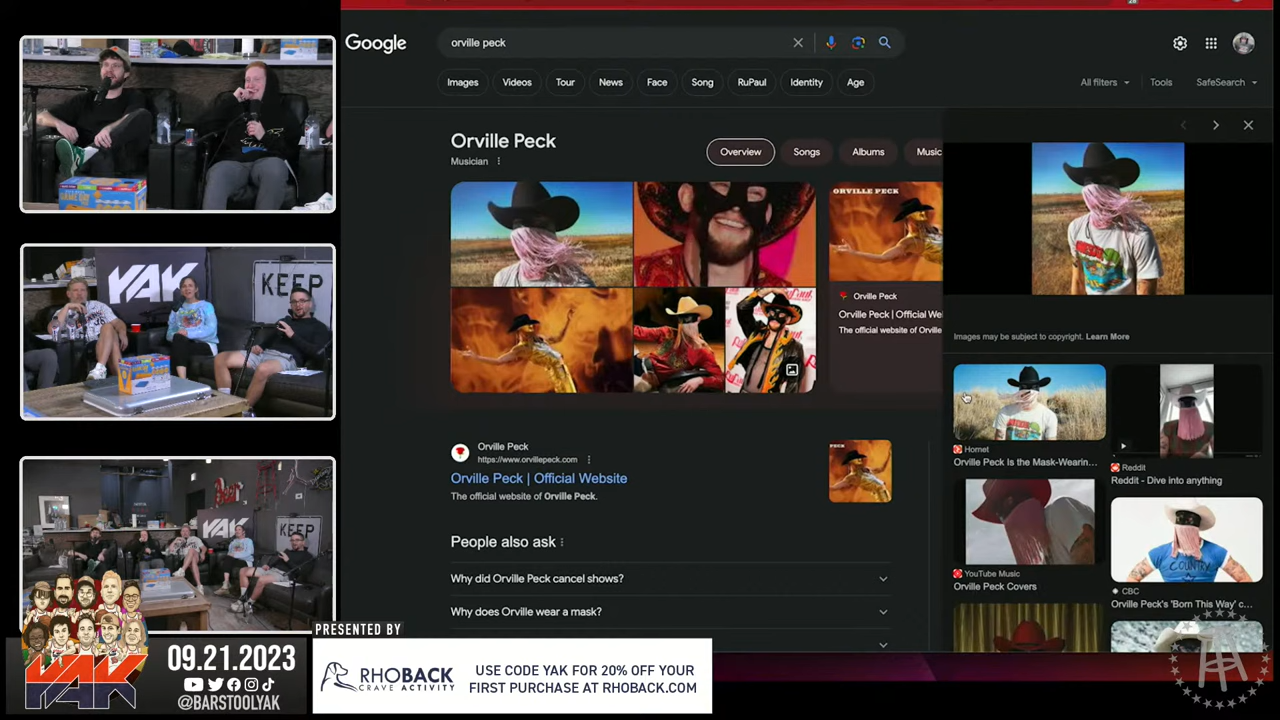 Google
orville peck
Images
Videos
Tour
News
Face
Song
RuPaul
Identity
Age
All filters
Tools
SafeSearch
Orville Peck
Musician
Overview
Songs
Albums
Music
ORVILLE PECK
Orville Peck
Orville Peck | Official We
The official website of Orville
Images may be subject to copyright. Learn More
Hornet
Orville Peck Is the Mask-Wearin...
Reddit
Reddit - Dive into anything
YouTube Music
Orville Peck Covers
COUNTRY
CBC
Orville Peck's 'Born This Way' c...
Orville Peck
https://www.orvillepeck.com
Orville Peck | Official Website
The official website of Orville Peck.
People also ask
Why did Orville Peck cancel shows?
Why does Orville wear a mask?
YAK
KEEP
Beer
YAK
KEEP
YAK
09.21.2023
@BARSTOOLYAK
PRESENTED BY
RHOBACK
CRAVE ACTIVITY
USE CODE YAK FOR 20% OFF YOUR
FIRST PURCHASE AT RHOBACK.COM